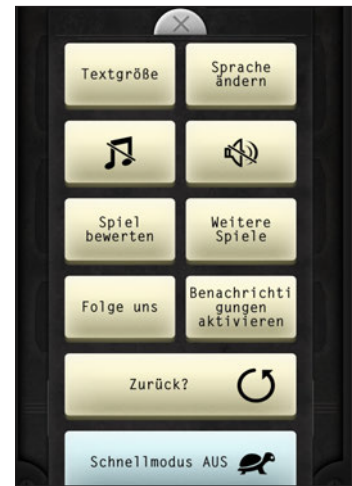 Textgröße
Sprache
ändern
Spiel
bewerten
Weitere
Spiele
Folge uns
Benachrichti
gungen
aktivieren
Zurück?
Schnellmodus AUS